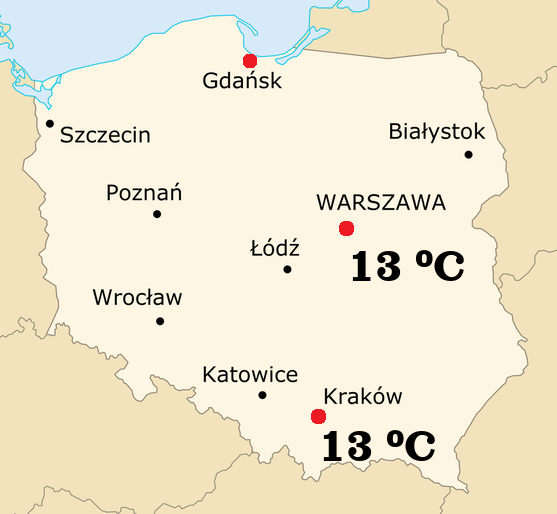 Gdańsk
Szczecin
Białystok
Poznań
WARSZAWA
Łódź
13 ºC
Wrocław
Katowice
Kraków
13 ºC